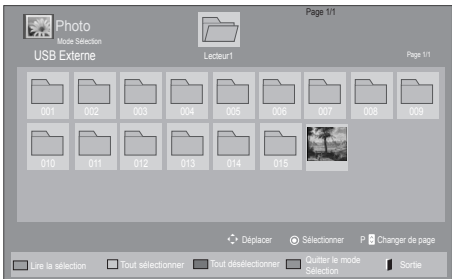 Page 1/1
Photo
Mode Sélection
USB Externe
Lecteur1
Page 1/1
001 002 003 004 005 006 007 008 009
010 011 012 013 014 015
Déplacer Sélectionner P Changer de page
Lire la sélection Tout sélectionner Tout désélectionner Quitter le mode Sélection Sortie